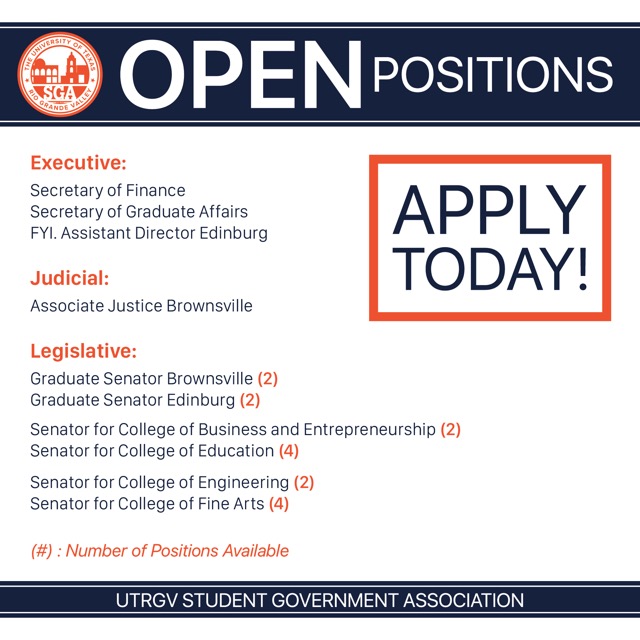 THE UNIVERSITY OF TEXAS
SGA
RIO GRANDE VALLEY
OPEN POSITIONS
Executive:
Secretary of Finance
Secretary of Graduate Affairs
FYI. Assistant Director Edinburg
APPLY
TODAY!
Judicial:
Associate Justice Brownsville
Legislative:
Graduate Senator Brownsville (2)
Graduate Senator Edinburg (2)
Senator for College of Business and Entrepreneurship (2)
Senator for College of Education (4)
Senator for College of Engineering (2)
Senator for College of Fine Arts (4)
(#) : Number of Positions Available
UTRGV STUDENT GOVERNMENT ASSOCIATION